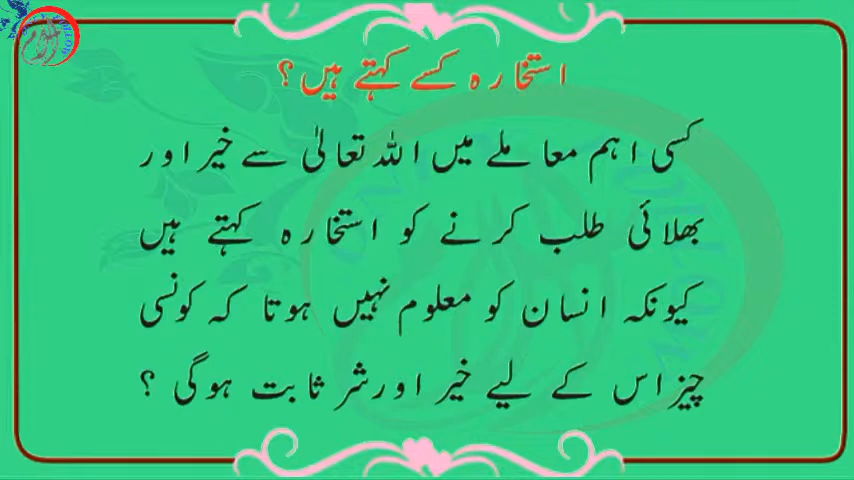 استخارہ کسے کہتے ہیں؟
کسی اہم معاملے میں اللہ تعالیٰ سے خیر اور
بھلائی طلب کرنے کو استخارہ کہتے ہیں
کیونکہ انسان کو معلوم نہیں ہوتا کہ کونسی
چیز اس کے لیے خیر اور شر ثابت ہوگی ؟